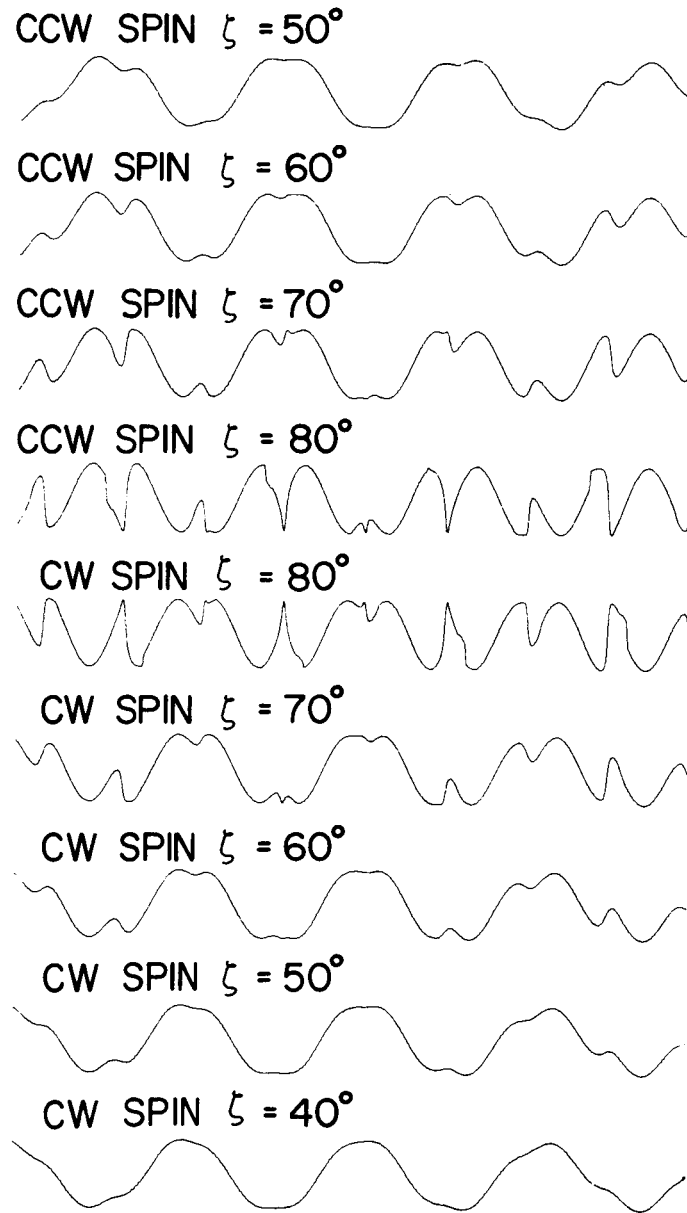 CCW SPIN ζ = 50°
CCW SPIN ζ = 60°
CCW SPIN ζ = 70°
CCW SPIN ζ = 80°
CW SPIN ζ = 80°
CW SPIN ζ = 70°
CW SPIN ζ = 60°
CW SPIN ζ = 50°
CW SPIN ζ = 40°